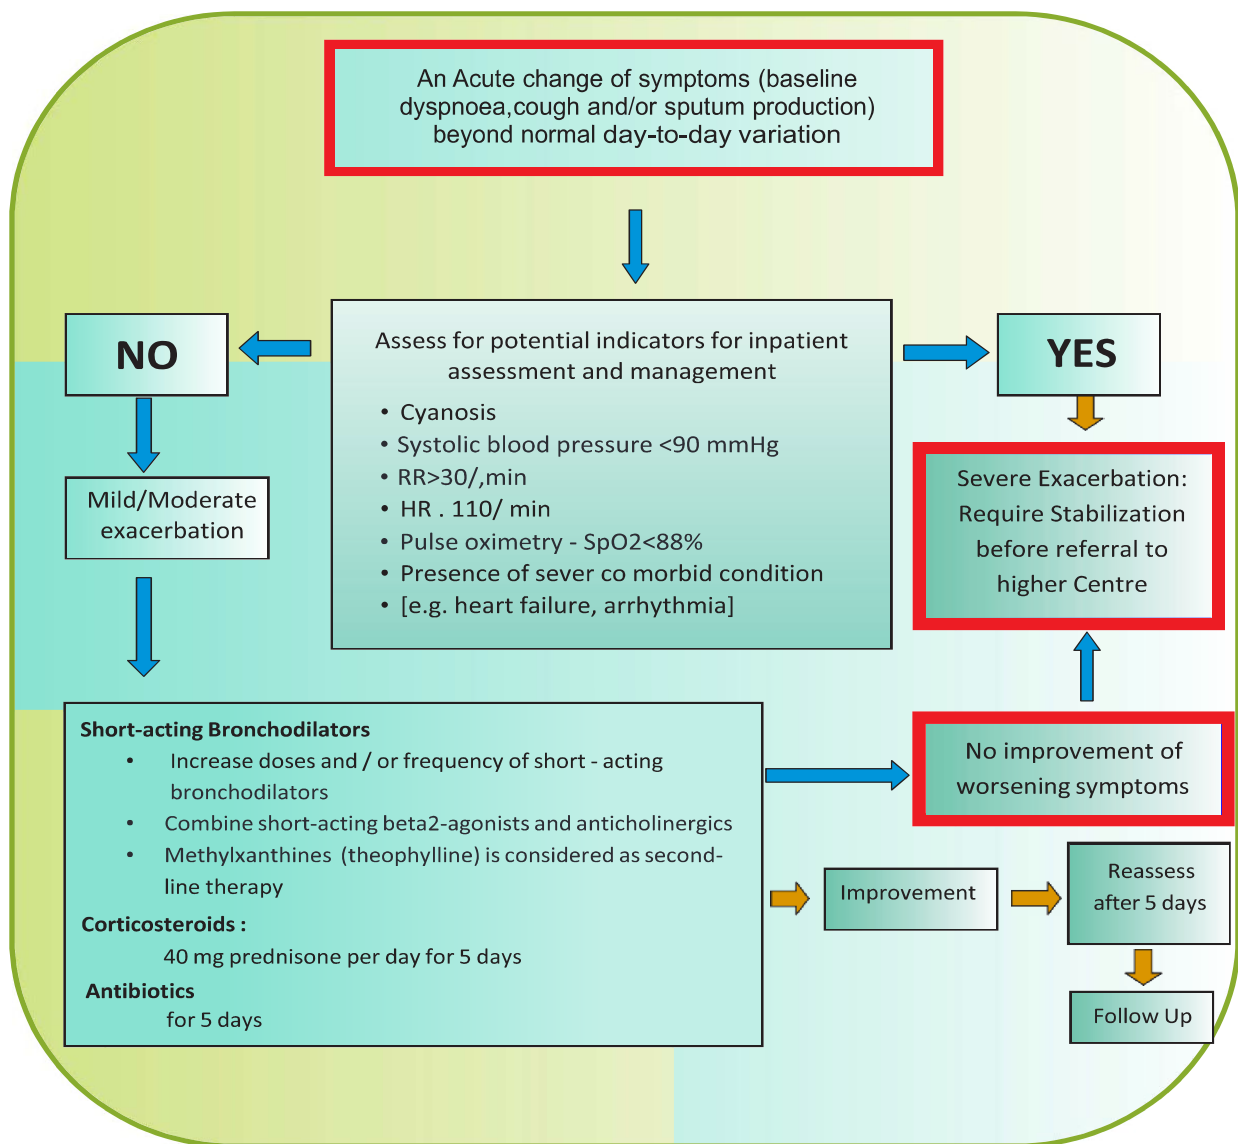 An Acute change of symptoms (baseline
dyspnoea,cough and/or sputum production)
beyond normal day-to-day variation
NO
Assess for potential indicators for inpatient
assessment and management
• Cyanosis
• Systolic blood pressure <90 mmHg
• RR>30/,min
• HR . 110/ min
• Pulse oximetry - SpO2<88%
• Presence of sever co morbid condition
• [e.g. heart failure, arrhythmia]
YES
Mild/Moderate
exacerbation
Severe Exacerbation:
Require Stabilization
before referral to
higher Centre
Short-acting Bronchodilators
• Increase doses and / or frequency of short - acting
bronchodilators
• Combine short-acting beta2-agonists and anticholinergics
• Methylxanthines (theophylline) is considered as second-
line therapy
Corticosteroids :
40 mg prednisone per day for 5 days
Antibiotics
for 5 days
No improvement of
worsening symptoms
Improvement
Reassess
after 5 days
Follow Up